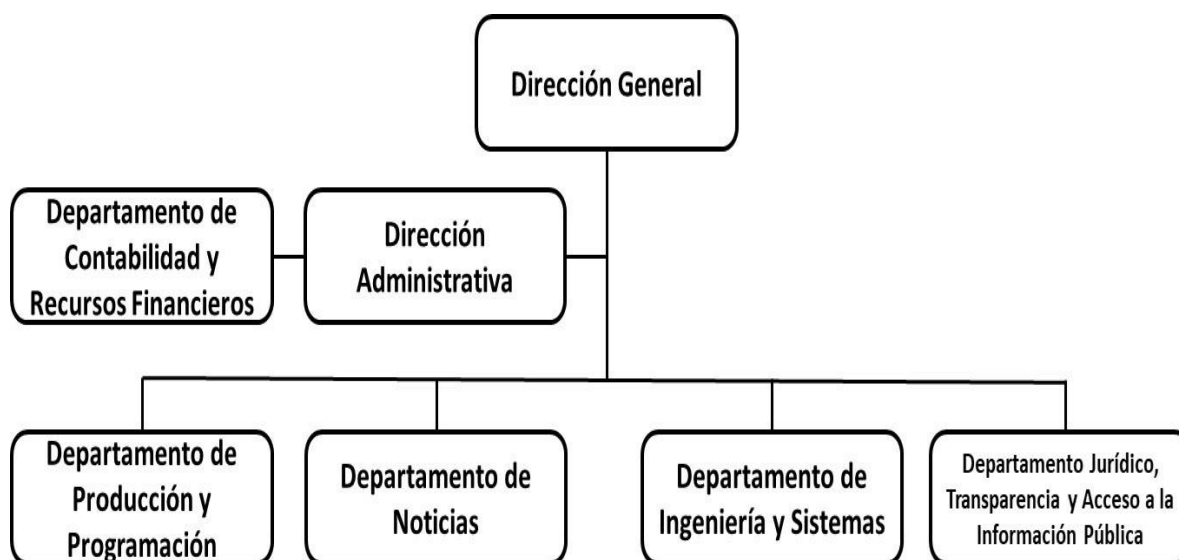 Dirección General
Departamento de
Contabilidad y
Recursos Financieros
Dirección
Administrativa
Departamento de
Producción y
Programación
Departamento de
Noticias
Departamento de
Ingeniería y Sistemas
Departamento Jurídico,
Transparencia y Acceso a la
Información Pública